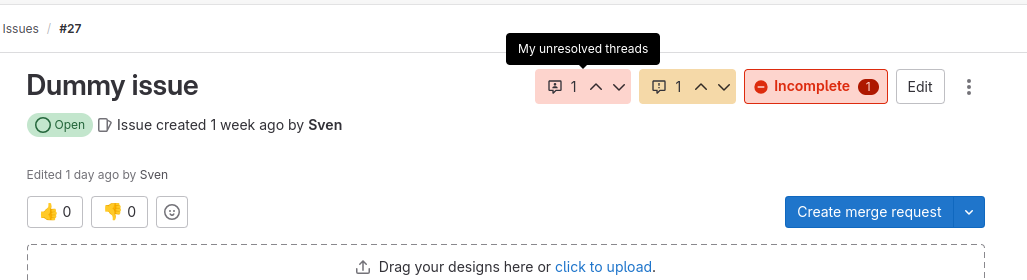 Issues / #27
My unresolved threads
Dummy issue 1 1 Incomplete 1 Edit
Open Issue created 1 week ago by Sven
Edited 1 day ago by Sven
👍 0 👎 0 Create merge request
Drag your designs here or click to upload.